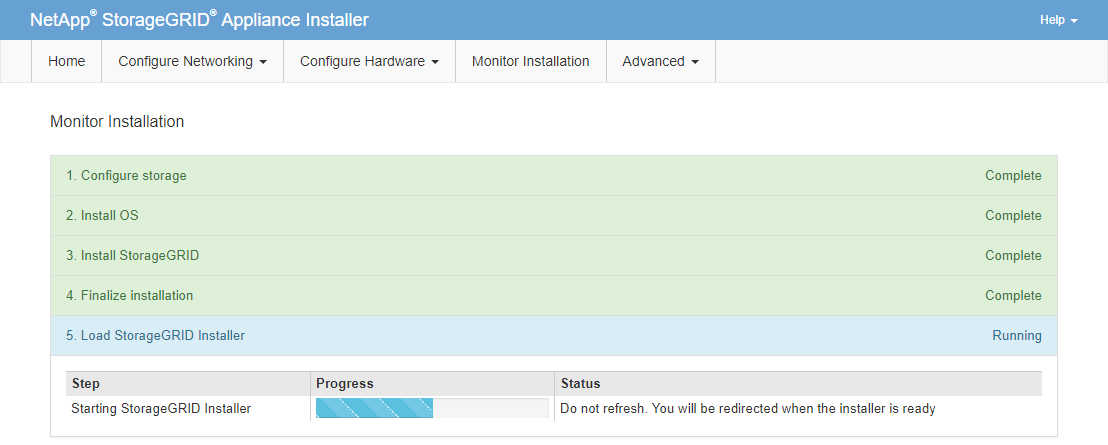 NetApp® StorageGRID® Appliance Installer
Help
Home
Configure Networking
Configure Hardware
Monitor Installation
Advanced
Monitor Installation
1. Configure storage Complete
2. Install OS Complete
3. Install StorageGRID Complete
4. Finalize installation Complete
5. Load StorageGRID Installer Running
Step Progress Status
Starting StorageGRID Installer Do not refresh. You will be redirected when the installer is ready